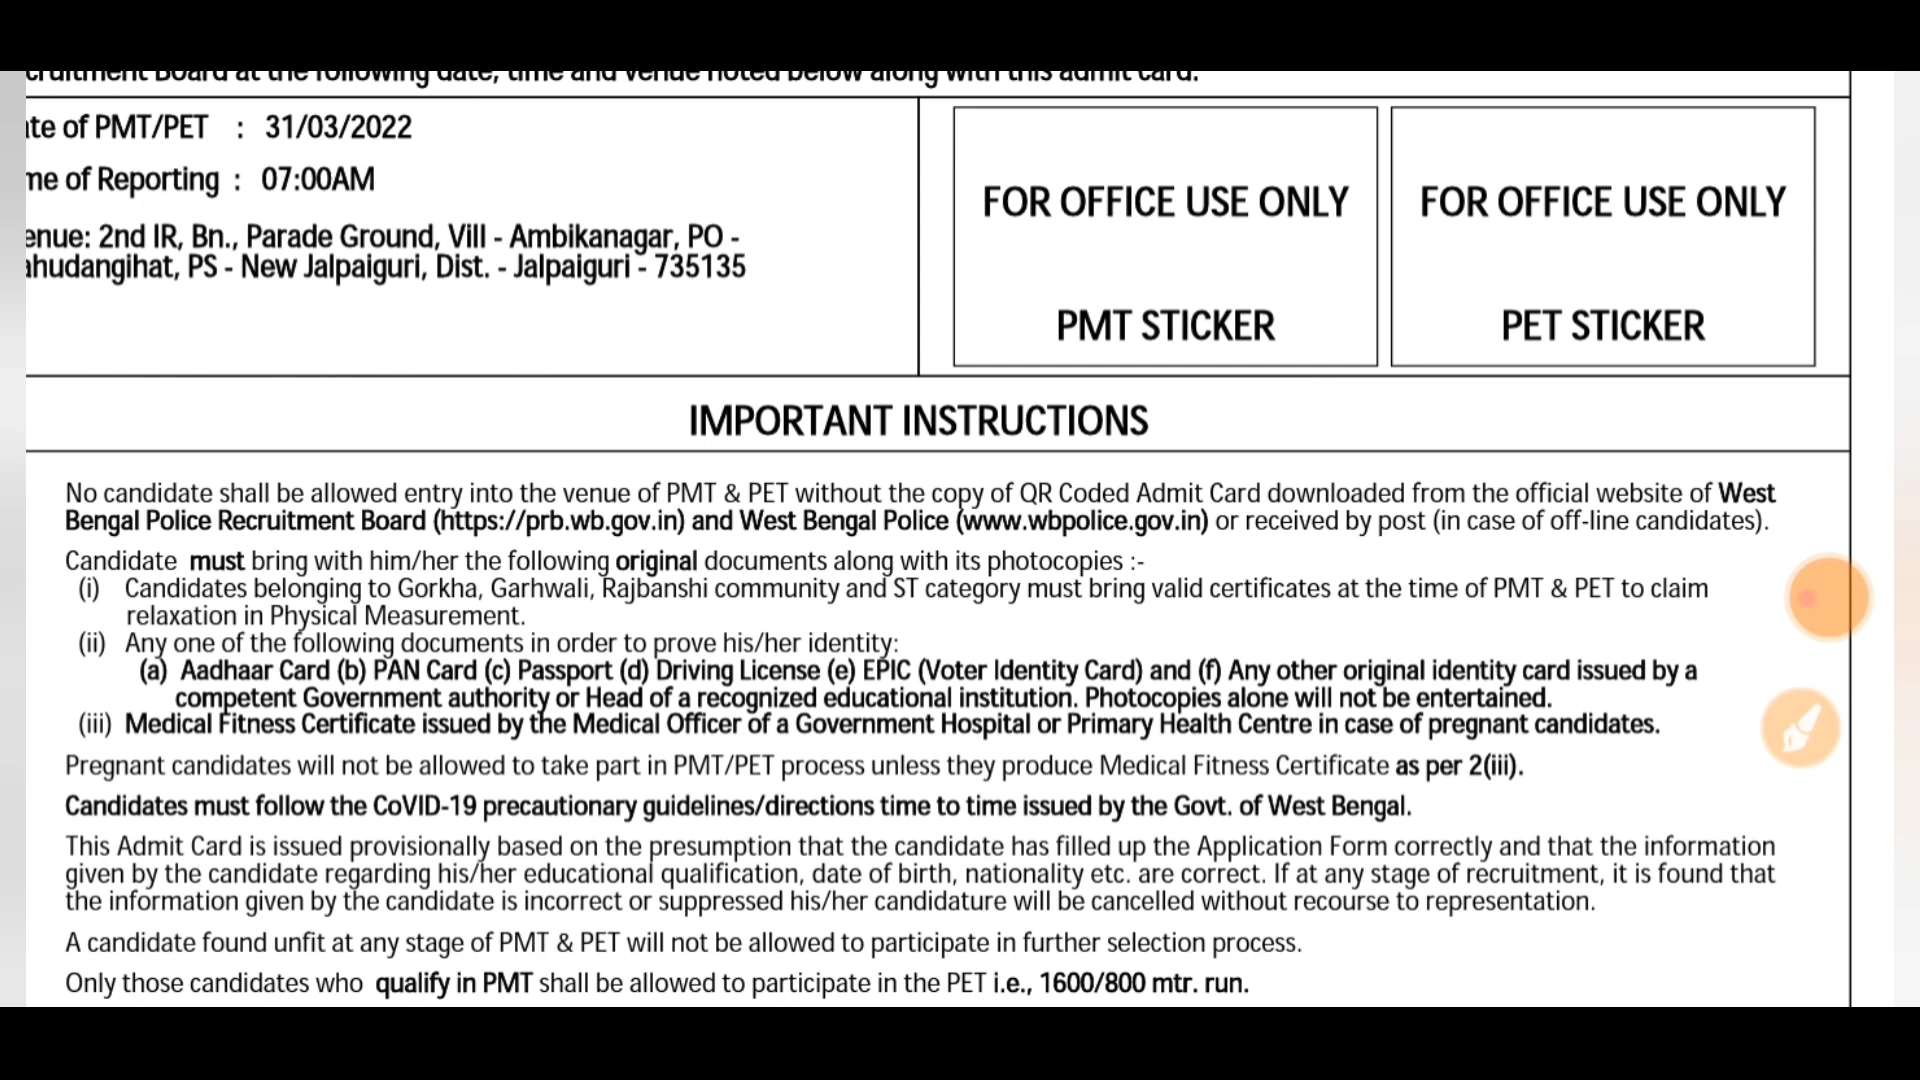 cruitment Board at the following date, time and venue noted below along with this admit card.
te of PMT/PET : 31/03/2022
me of Reporting : 07:00AM
enue: 2nd IR, Bn., Parade Ground, Vill - Ambikanagar, PO -
ahudangihat, PS - New Jalpaiguri, Dist. - Jalpaiguri - 735135
FOR OFFICE USE ONLY
PMT STICKER
FOR OFFICE USE ONLY
PET STICKER
IMPORTANT INSTRUCTIONS
No candidate shall be allowed entry into the venue of PMT & PET without the copy of QR Coded Admit Card downloaded from the official website of West
Bengal Police Recruitment Board (https://prb.wb.gov.in) and West Bengal Police (www.wbpolice.gov.in) or received by post (in case of off-line candidates).
Candidate must bring with him/her the following original documents along with its photocopies :-
(i) Candidates belonging to Gorkha, Garhwali, Rajbanshi community and ST category must bring valid certificates at the time of PMT & PET to claim
relaxation in Physical Measurement.
(ii) Any one of the following documents in order to prove his/her identity:
(a) Aadhaar Card (b) PAN Card (c) Passport (d) Driving License (e) EPIC (Voter Identity Card) and (f) Any other original identity card issued by a
competent Government authority or Head of a recognized educational institution. Photocopies alone will not be entertained.
(iii) Medical Fitness Certificate issued by the Medical Officer of a Government Hospital or Primary Health Centre in case of pregnant candidates.
Pregnant candidates will not be allowed to take part in PMT/PET process unless they produce Medical Fitness Certificate as per 2(iii).
Candidates must follow the CoVID-19 precautionary guidelines/directions time to time issued by the Govt. of West Bengal.
This Admit Card is issued provisionally based on the presumption that the candidate has filled up the Application Form correctly and that the information
given by the candidate regarding his/her educational qualification, date of birth, nationality etc. are correct. If at any stage of recruitment, it is found that
the information given by the candidate is incorrect or suppressed his/her candidature will be cancelled without recourse to representation.
A candidate found unfit at any stage of PMT & PET will not be allowed to participate in further selection process.
Only those candidates who qualify in PMT shall be allowed to participate in the PET i.e., 1600/800 mtr. run.